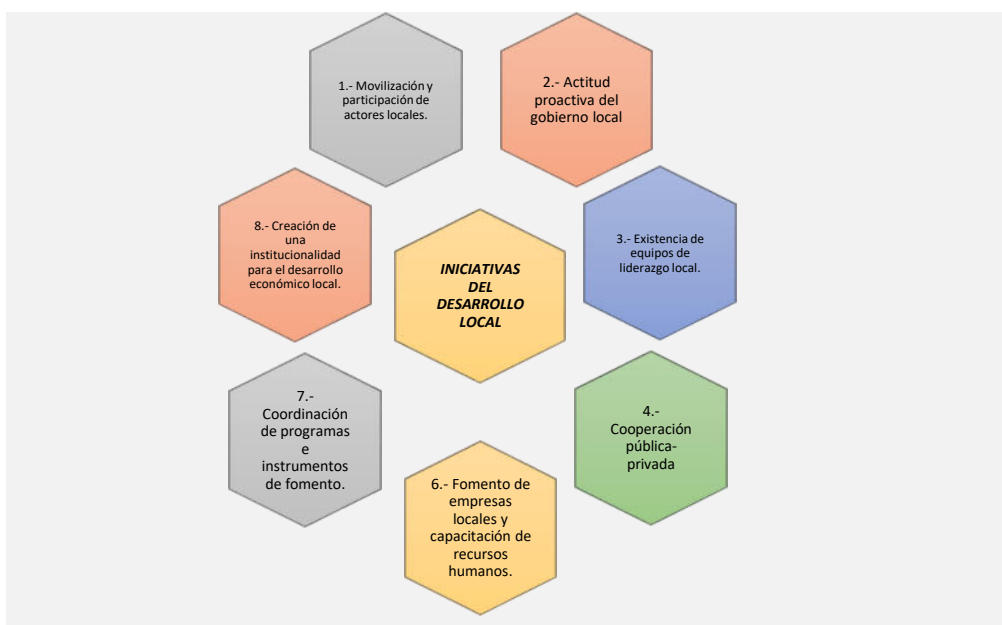 1.- Movilización y
participación de
actores locales.
2.- Actitud
proactiva del
gobierno local
8.- Creación de
una
institucionalidad
para el desarrollo
económico local.
INICIATIVAS
DEL
DESARROLLO
LOCAL
3.- Existencia de
equipos de
liderazgo local.
7.-
Coordinación
de programas
e
instrumentos
de fomento.
4.-
Cooperación
pública-
privada
6.- Fomento de
empresas
locales y
capacitación de
recursos
humanos.